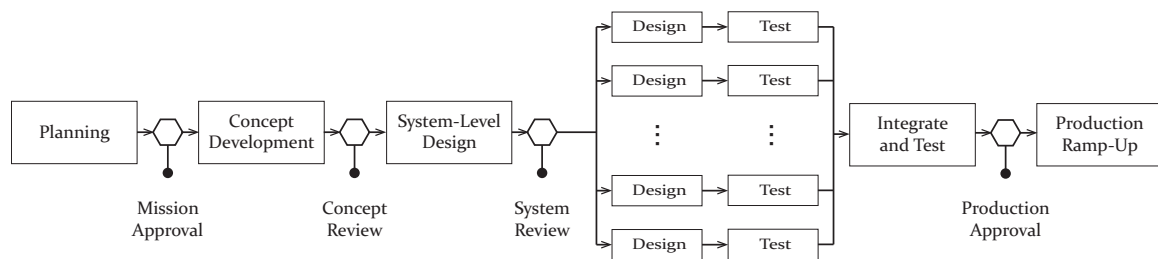 Planning
Mission
Approval
Concept
Development
Concept
Review
System-Level
Design
System
Review
Design
Test
Design
Test
Design
Test
Design
Test
Integrate
and Test
Production
Approval
Production
Ramp-Up